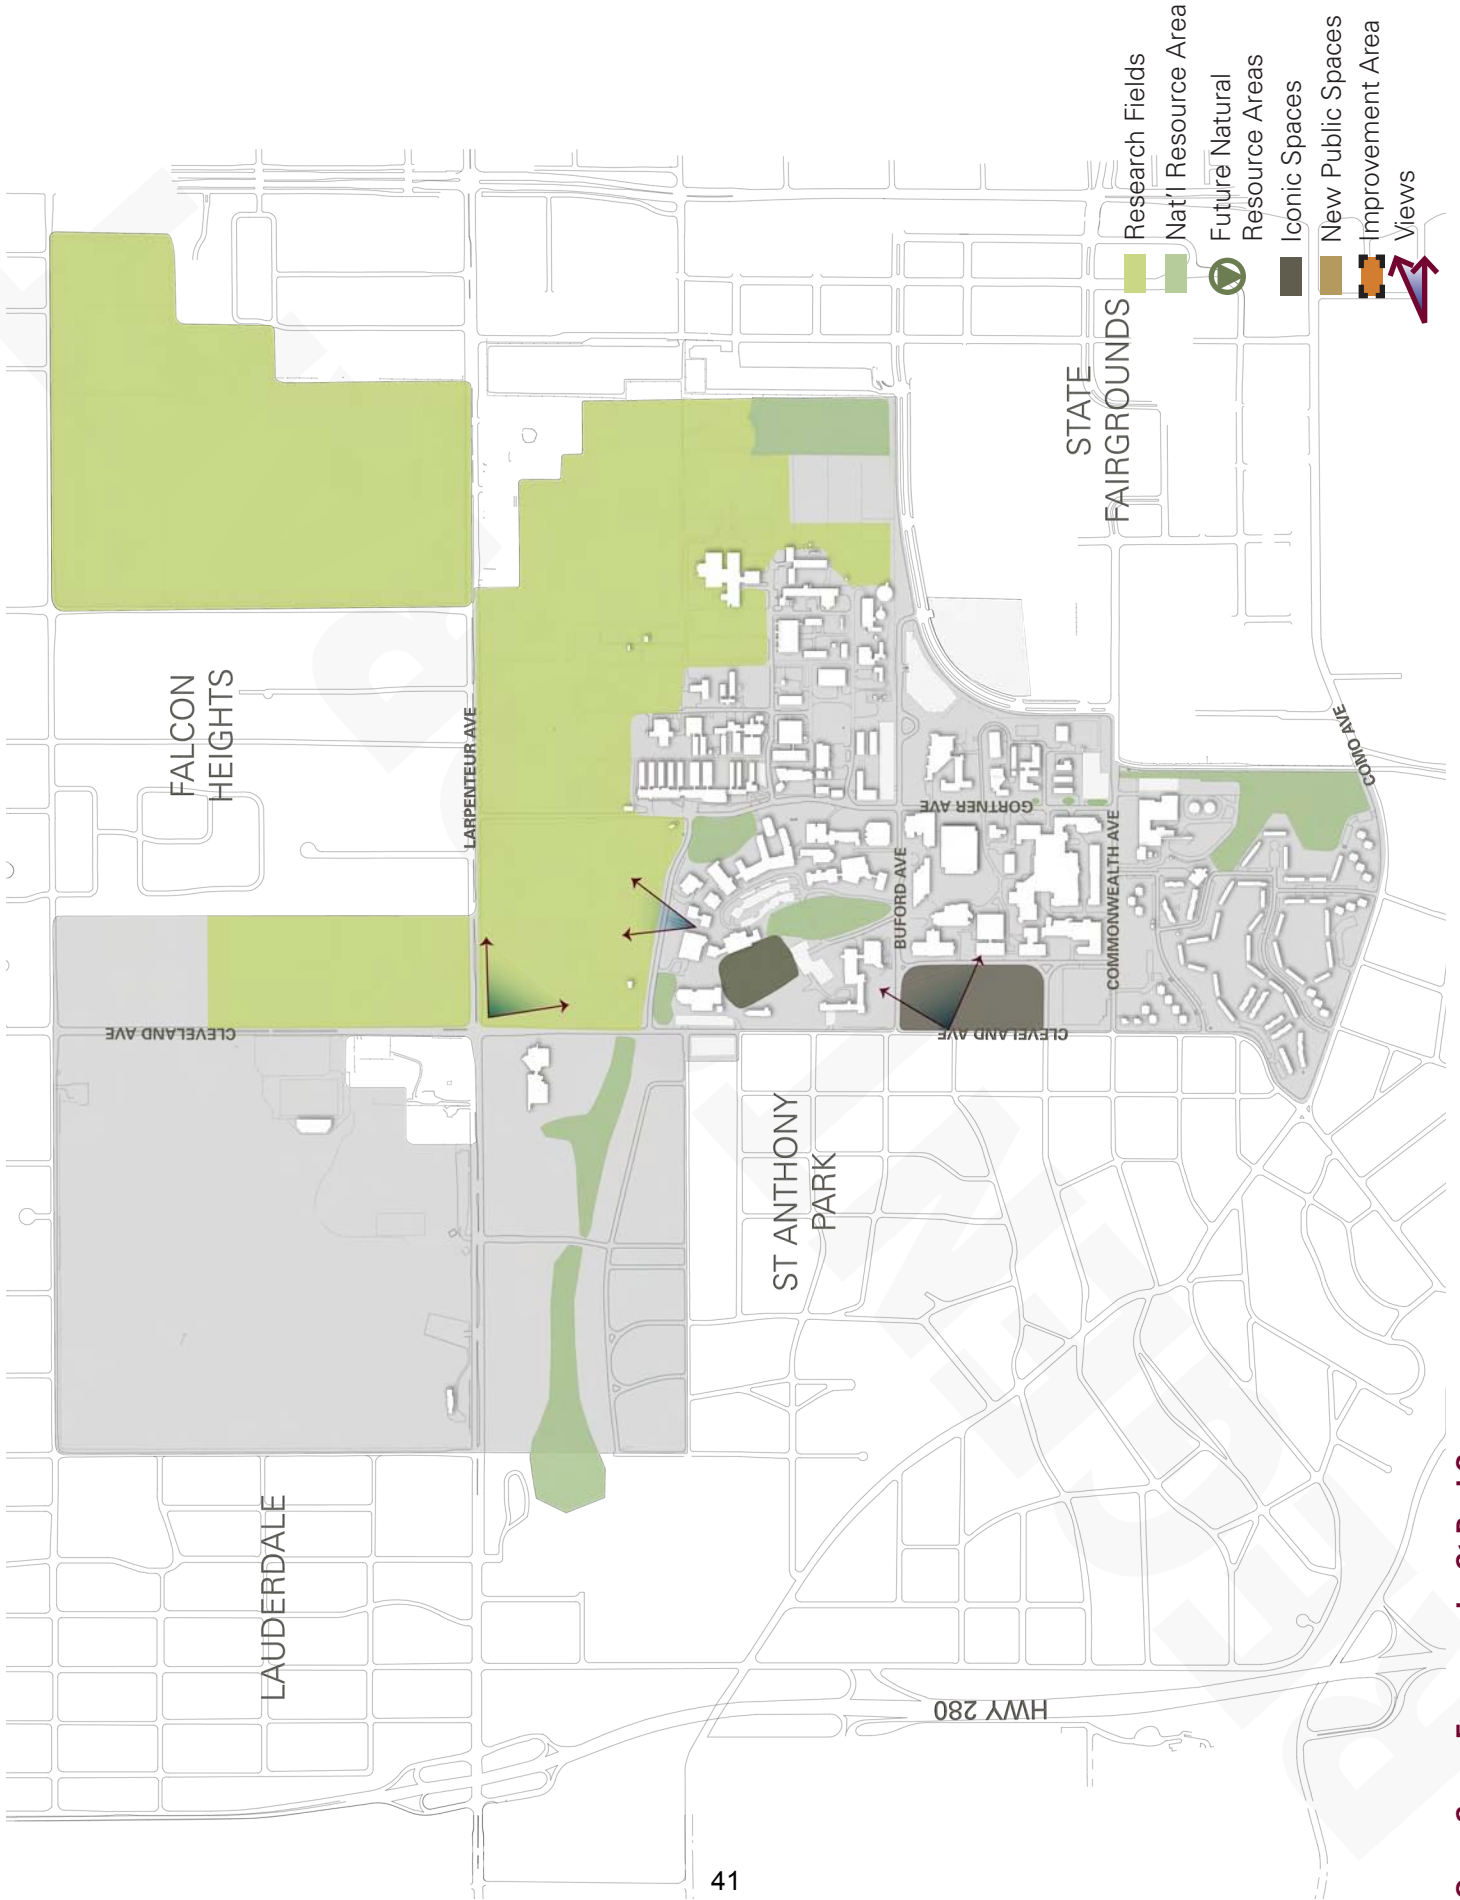 FALCON
HEIGHTS
LARPENTEUR AVE
CLEVELAND AVE
LAUDERDALE
ST ANTHONY
PARK
BUFORD AVE
GORTNER AVE
COMMONWEALTH AVE
CLEVELAND AVE
COMO AVE
STATE
FAIRGROUNDS
HWY 280
Research Fields
Nat'l Resource Area
Future Natural
Resource Areas
Iconic Spaces
New Public Spaces
Improvement Area
Views
41